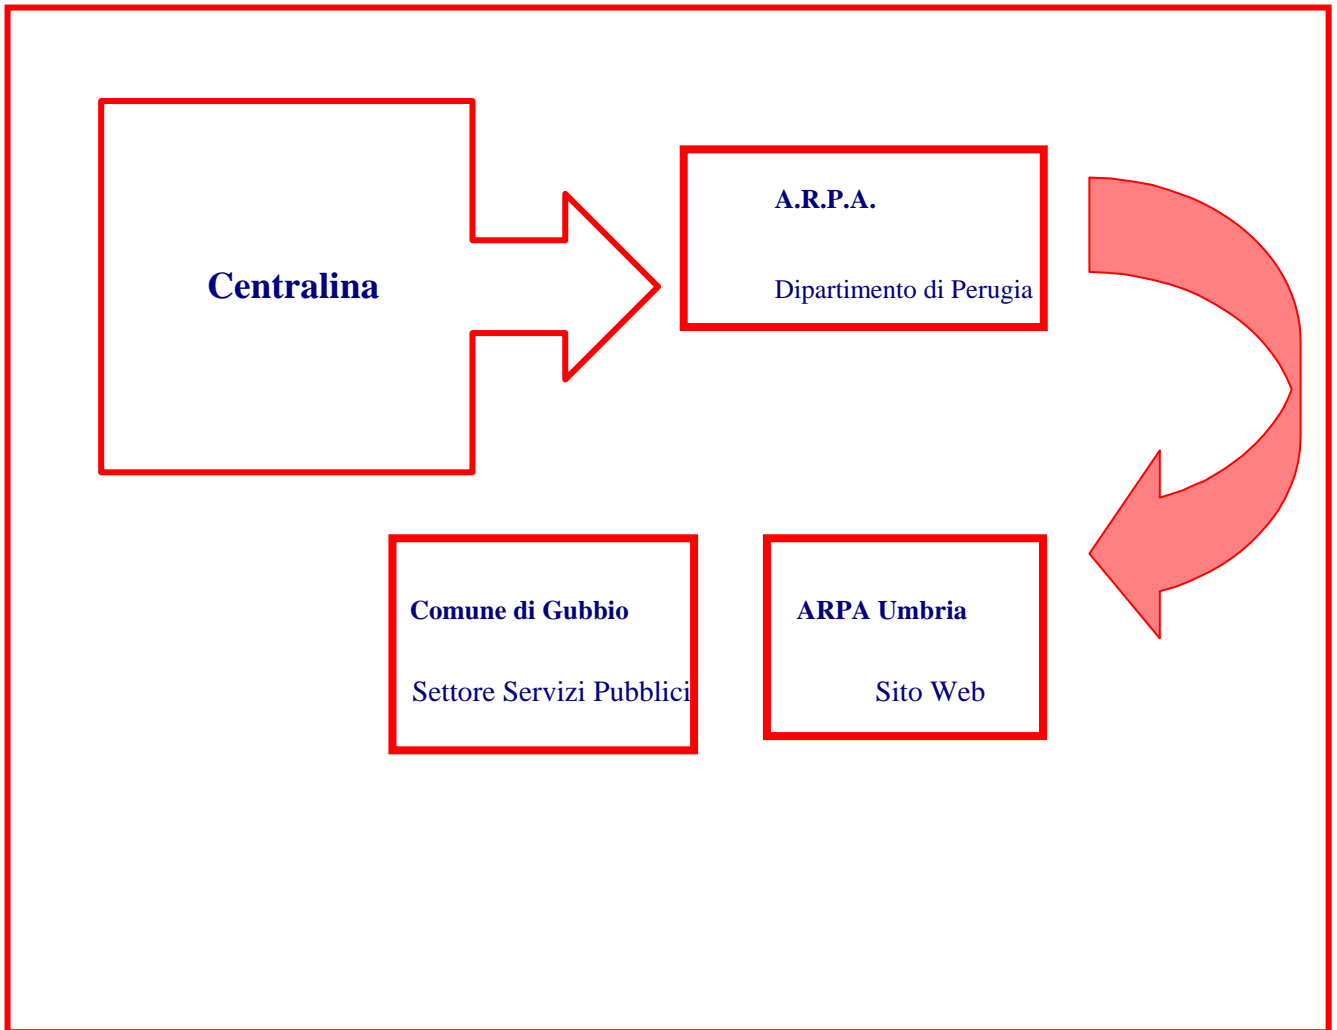 Centralina
A.R.P.A.
Dipartimento di Perugia
Comune di Gubbio
Settore Servizi Pubblici
ARPA Umbria
Sito Web